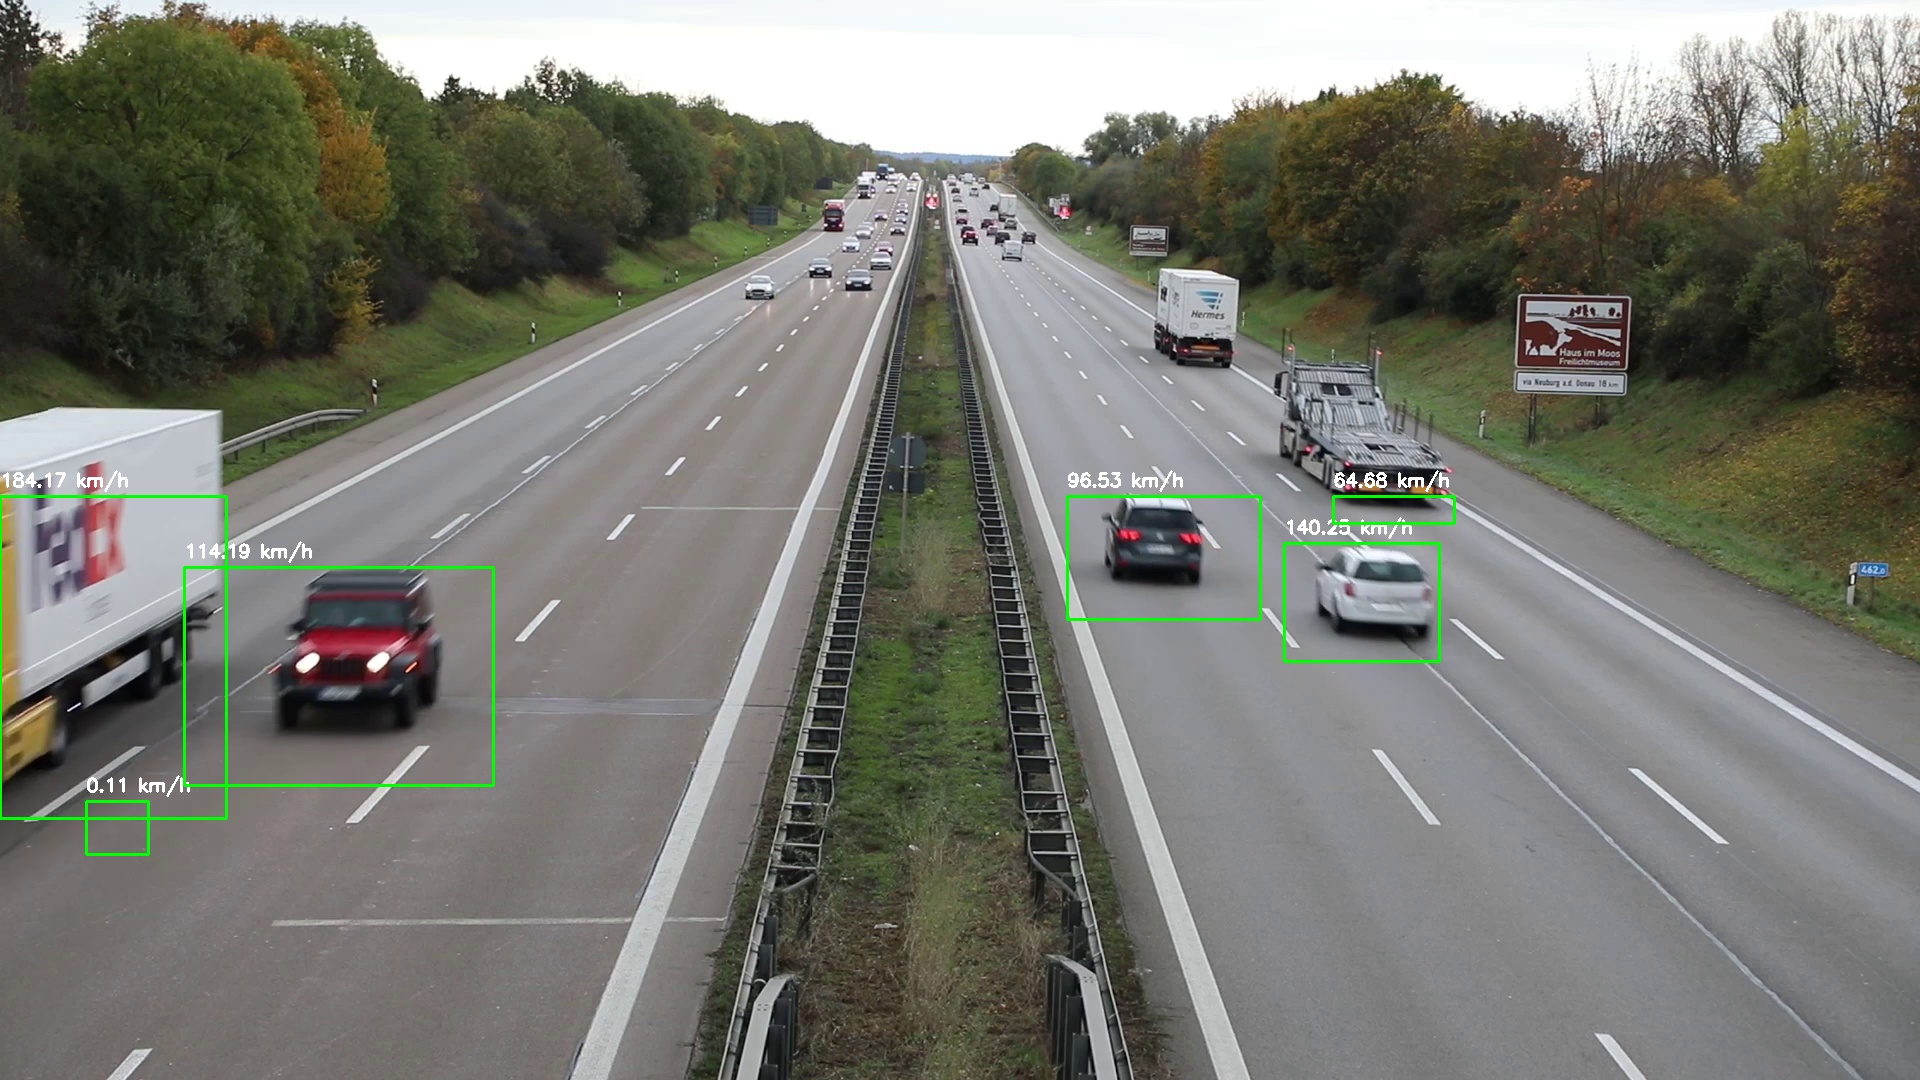 Hermes
Haus im Moos
Freilichtmuseum
via Neuburg a.d. Donau 18 km
184.17 km/h
FedEx
96.53 km/h
64.68 km/h
140.25 km/h
114.19 km/h
462,0
0.11 km/h